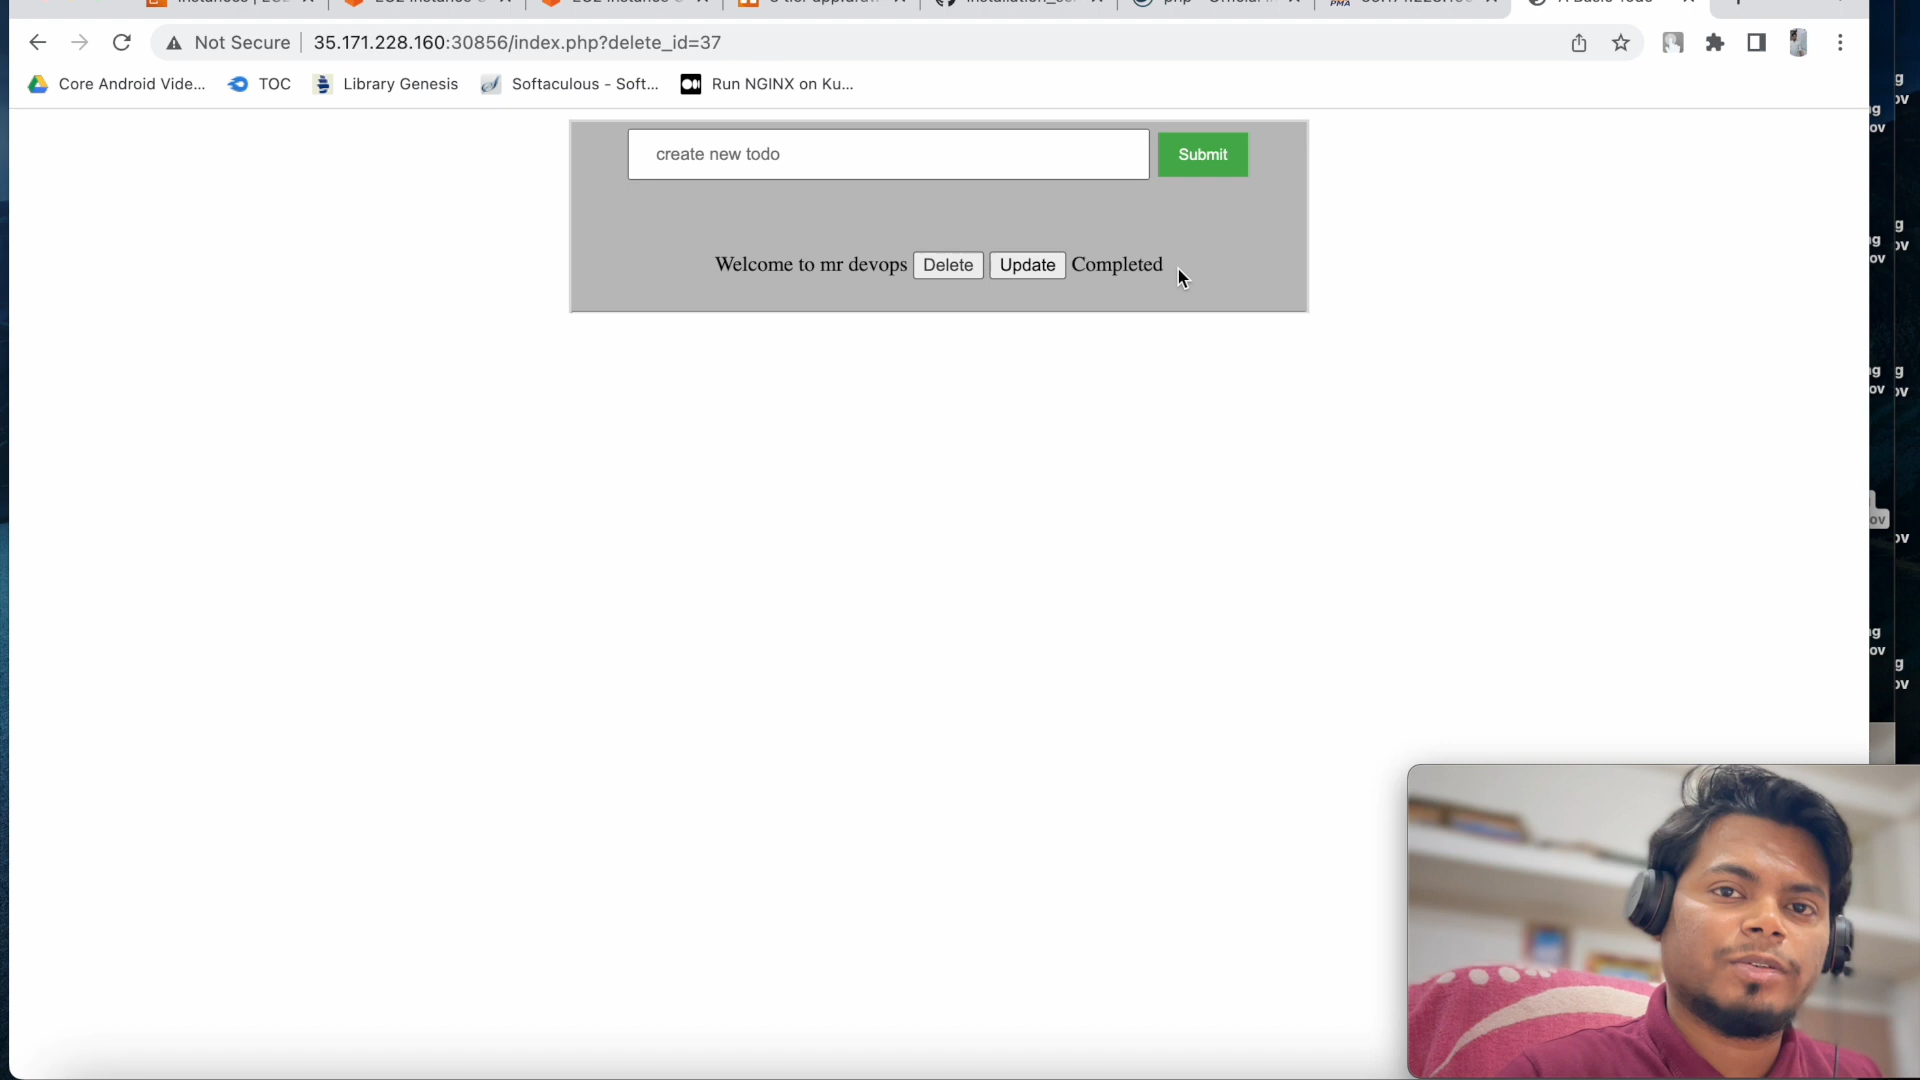 Not Secure 35.171.228.160:30856/index.php?delete_id=37
Core Android Vide... TOC Library Genesis Softaculous - Soft... Run NGINX on Ku...
create new todo Submit
Welcome to mr devops Delete Update Completed